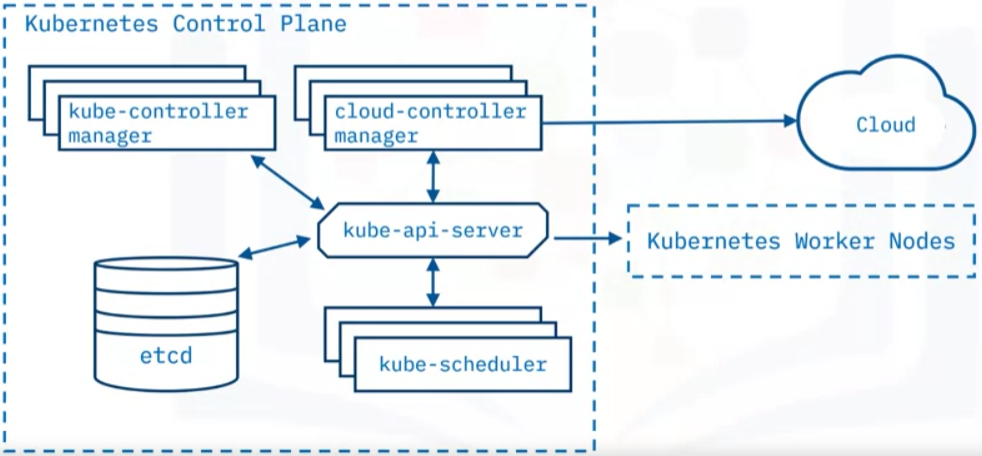 Kubernetes Control Plane
kube-controller
manager
cloud-controller
manager
Cloud
kube-api-server
Kubernetes Worker Nodes
etcd
kube-scheduler